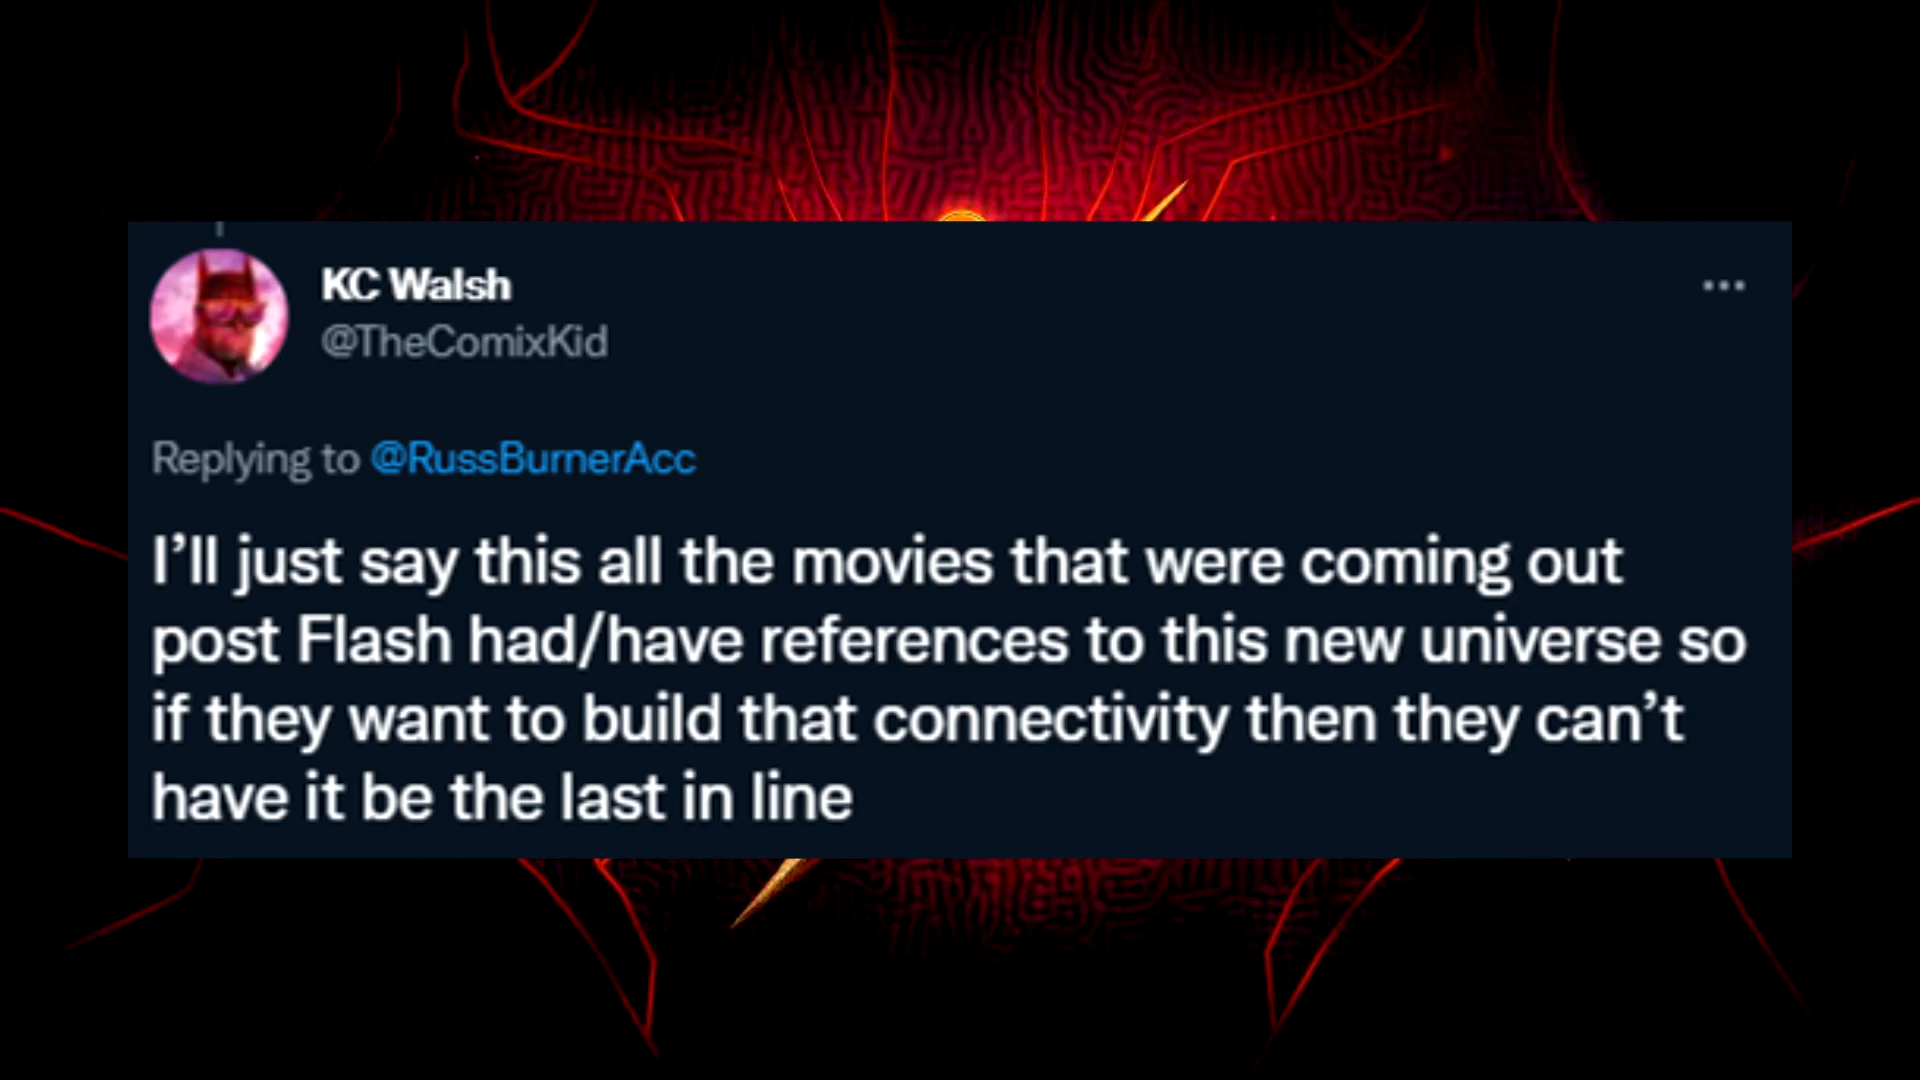 KC Walsh
@TheComixKid
Replying to @RussBurnerAcc
I’ll just say this all the movies that were coming out
post Flash had/have references to this new universe so
if they want to build that connectivity then they can’t
have it be the last in line